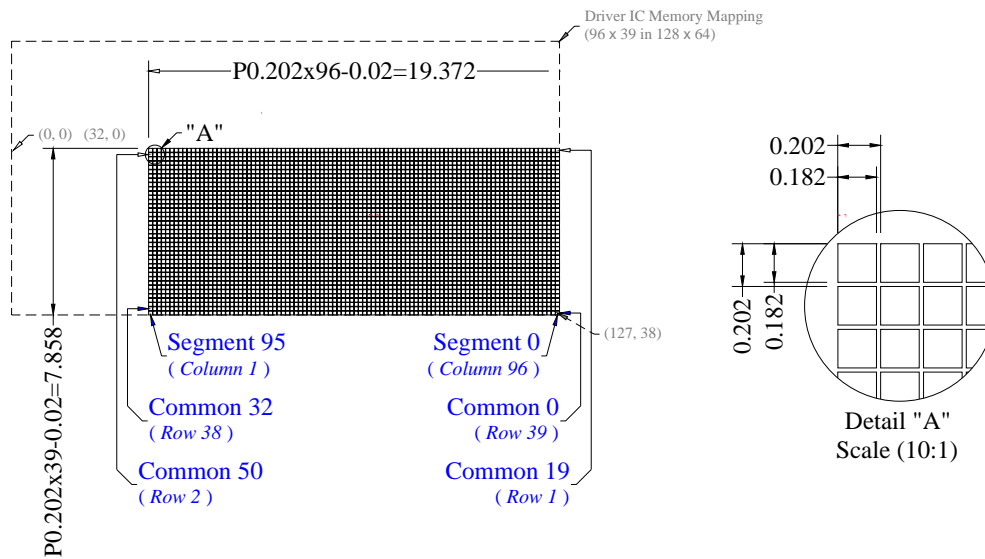 Driver IC Memory Mapping
(96 x 39 in 128 x 64)
P0.202x96-0.02=19.372
(0, 0) (32, 0)
"A"
0.202
0.182
P0.202x39-0.02=7.858
0.202
0.182
(127, 38)
Segment 95
( Column 1 )
Segment 0
( Column 96 )
Common 32
( Row 38 )
Common 0
( Row 39 )
Common 50
( Row 2 )
Common 19
( Row 1 )
Detail "A"
Scale (10:1)